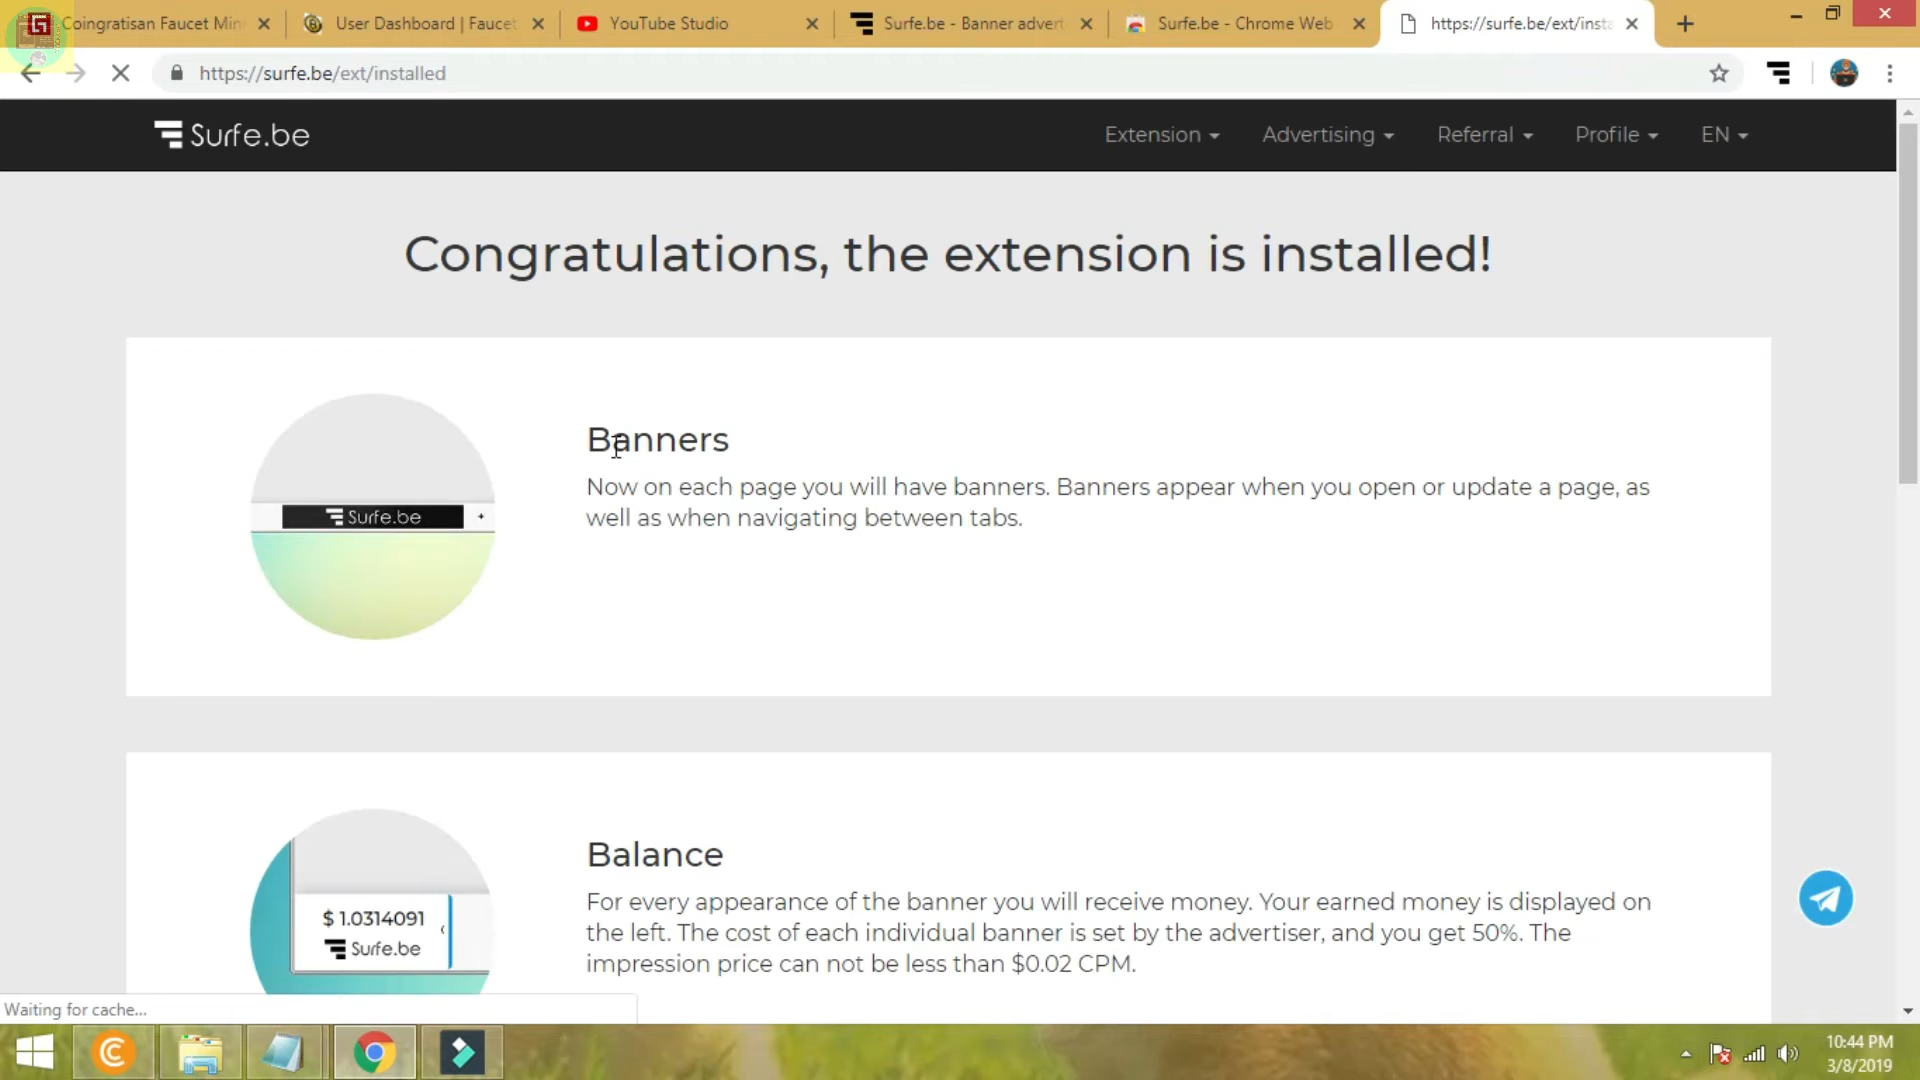 Coingratisan Faucet Min
User Dashboard | Faucet
YouTube Studio
Surfe.be - Banner advert
Surfe.be - Chrome Web
https://surfe.be/ext/insta
https://surfe.be/ext/installed
Surfe.be
Extension
Advertising
Referral
Profile
EN
Congratulations, the extension is installed!
Banners
Now on each page you will have banners. Banners appear when you open or update a page, as
well as when navigating between tabs.
Surfe.be
Balance
For every appearance of the banner you will receive money. Your earned money is displayed on
the left. The cost of each individual banner is set by the advertiser, and you get 50%. The
impression price can not be less than $0.02 CPM.
$ 1.0314091
Surfe.be
Waiting for cache...
10:44 PM
3/8/2019